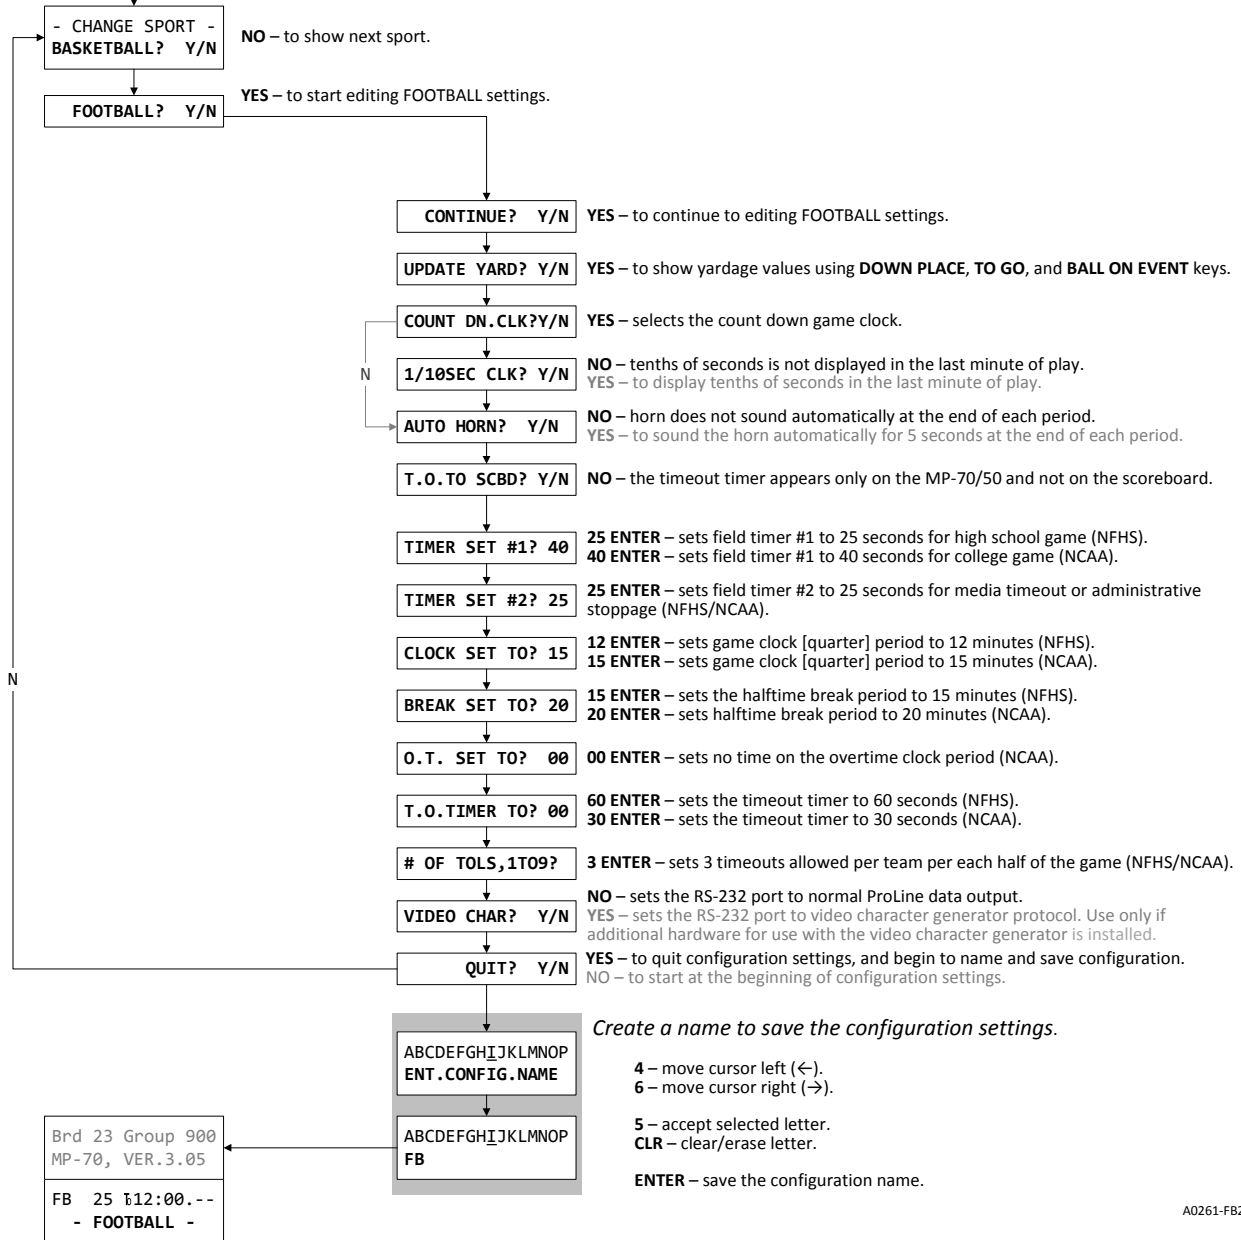 - CHANGE SPORT -
BASKETBALL? Y/N
NO – to show next sport.
FOOTBALL? Y/N
YES – to start editing FOOTBALL settings.
CONTINUE? Y/N
YES – to continue to editing FOOTBALL settings.
UPDATE YARD? Y/N
YES – to show yardage values using DOWN PLACE, TO GO, and BALL ON EVENT keys.
COUNT DN.CLK?Y/N
YES – selects the count down game clock.
N
1/10SEC CLK? Y/N
NO – tenths of seconds is not displayed in the last minute of play.
YES – to display tenths of seconds in the last minute of play.
AUTO HORN? Y/N
NO – horn does not sound automatically at the end of each period.
YES – to sound the horn automatically for 5 seconds at the end of each period.
T.O.TO SCBD? Y/N
NO – the timeout timer appears only on the MP-70/50 and not on the scoreboard.
TIMER SET #1? 40
25 ENTER – sets field timer #1 to 25 seconds for high school game (NFHS).
40 ENTER – sets field timer #1 to 40 seconds for college game (NCAA).
TIMER SET #2? 25
25 ENTER – sets field timer #2 to 25 seconds for media timeout or administrative
stoppage (NFHS/NCAA).
CLOCK SET TO? 15
12 ENTER – sets game clock [quarter] period to 12 minutes (NFHS).
15 ENTER – sets game clock [quarter] period to 15 minutes (NCAA).
N
BREAK SET TO? 20
15 ENTER – sets the halftime break period to 15 minutes (NFHS).
20 ENTER – sets halftime break period to 20 minutes (NCAA).
O.T. SET TO? 00
00 ENTER – sets no time on the overtime clock period (NCAA).
T.O.TIMER TO? 00
60 ENTER – sets the timeout timer to 60 seconds (NFHS).
30 ENTER – sets the timeout timer to 30 seconds (NCAA).
# OF TOLS,1TO9?
3 ENTER – sets 3 timeouts allowed per team per each half of the game (NFHS/NCAA).
VIDEO CHAR? Y/N
NO – sets the RS-232 port to normal ProLine data output.
YES – sets the RS-232 port to video character generator protocol. Use only if
additional hardware for use with the video character generator is installed.
QUIT? Y/N
YES – to quit configuration settings, and begin to name and save configuration.
NO – to start at the beginning of configuration settings.
Create a name to save the configuration settings.
ABCDEFGHIJKLMNOP
ENT.CONFIG.NAME
4 – move cursor left (←).
6 – move cursor right (→).
5 – accept selected letter.
CLR – clear/erase letter.
ENTER – save the configuration name.
ABCDEFGHIJKLMNOP
FB
Brd 23 Group 900
MP-70, VER.3.05
FB 25 12:00.--
- FOOTBALL -
A0261-FB2